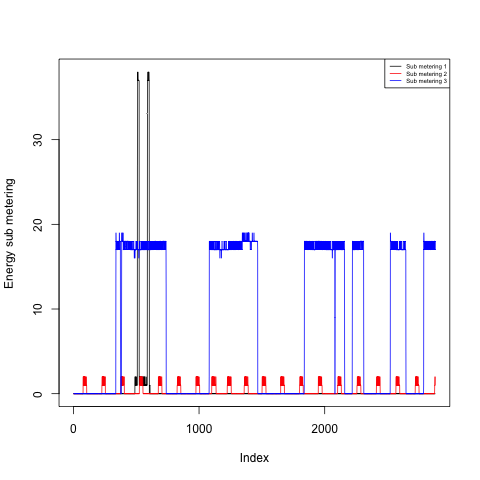 Sub metering 1
Sub metering 2
Sub metering 3
Energy sub metering
30
20
10
0
0 1000 2000
Index